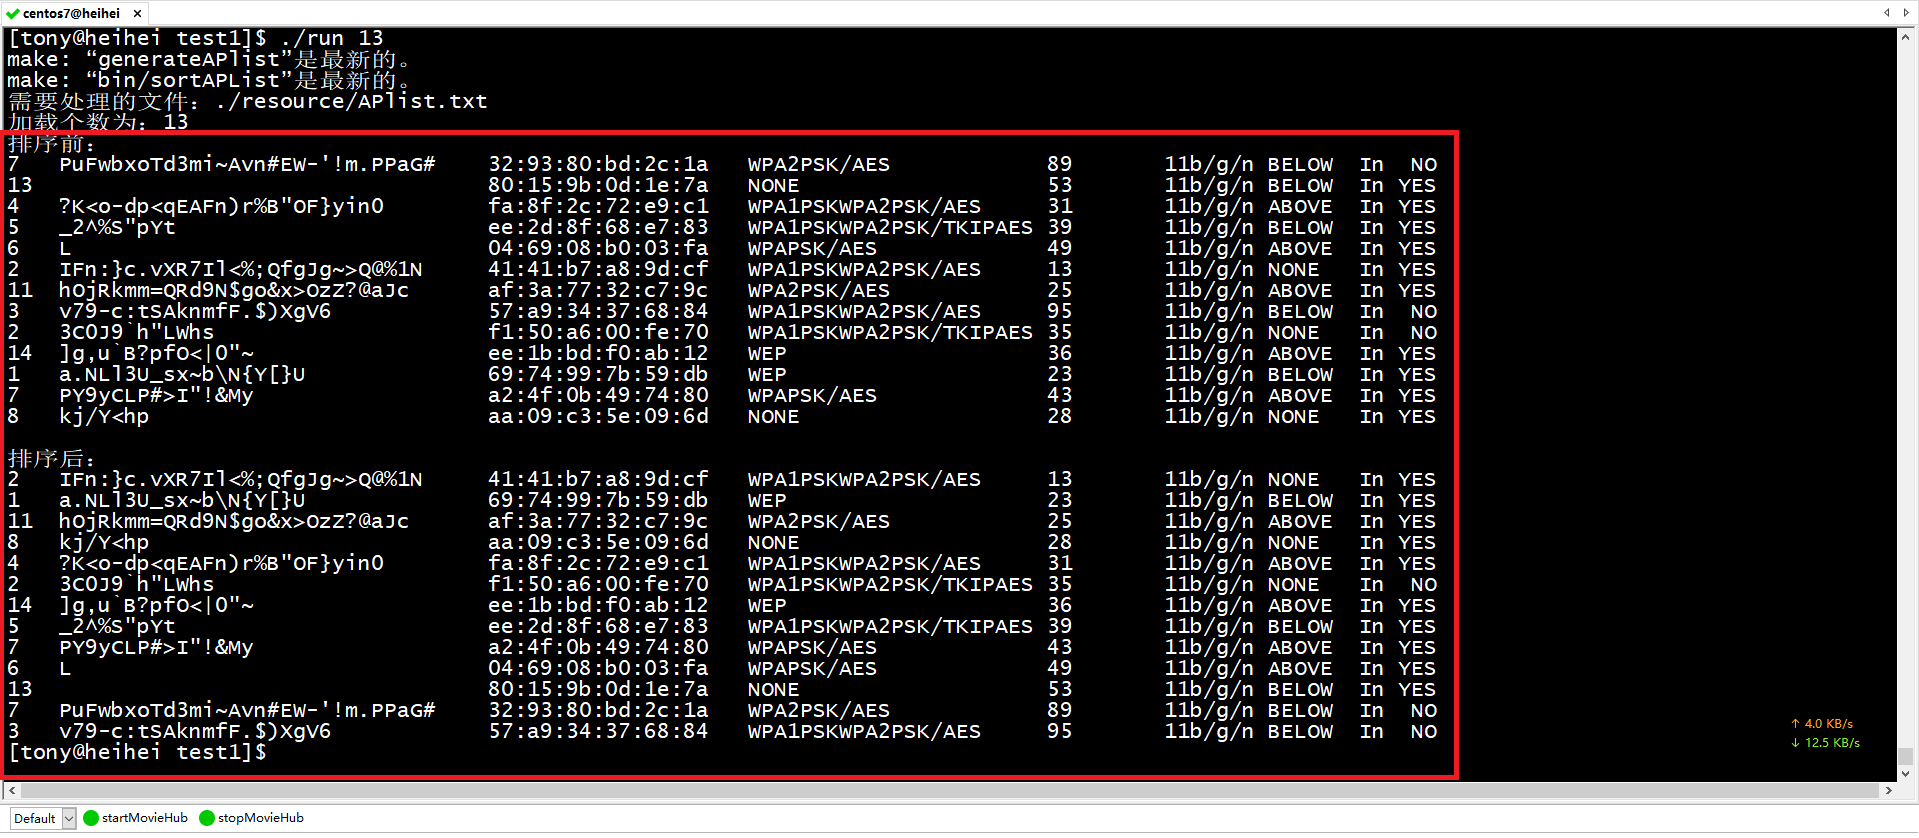 centos7@heihei ×
[tony@heihei test1]$ ./run 13
make: “generateAPlist”是最新的。
make: “bin/sortAPList”是最新的。
需要处理的文件: ./resource/APlist.txt
加载个数为: 13
排序前:
7 PuFwbxoTd3mi~Avn#EW-'!m.PPaG# 32:93:80:bd:2c:1a WPA2PSK/AES 89 11b/g/n BELOW In NO
13 80:15:9b:0d:1e:7a NONE 53 11b/g/n BELOW In YES
4 ?K<o-dp<qEAFn)r%B"OF}yin0 fa:8f:2c:72:e9:c1 WPA1PSKWPA2PSK/AES 31 11b/g/n ABOVE In YES
5 _2^%S"pYt ee:2d:8f:68:e7:83 WPA1PSKWPA2PSK/TKIPAES 39 11b/g/n BELOW In YES
6 L 04:69:08:b0:03:fa WPAPSK/AES 49 11b/g/n ABOVE In YES
2 IFn:}c.vXR7Il<%;QfgJg~>Q@%1N 41:41:b7:a8:9d:cf WPA1PSKWPA2PSK/AES 13 11b/g/n NONE In YES
11 hOjRkmm=QRd9N$go&x>OzZ?@aJc af:3a:77:32:c7:9c WPA2PSK/AES 25 11b/g/n ABOVE In YES
3 v79-c:tSAknmfF.$)XgV6 57:a9:34:37:68:84 WPA1PSKWPA2PSK/AES 95 11b/g/n BELOW In NO
2 3COJ9`h"LWhs f1:50:a6:00:fe:70 WPA1PSKWPA2PSK/TKIPAES 35 11b/g/n NONE In NO
14 ]g,u`B?pfO<|0"~ ee:1b:bd:f0:ab:12 WEP 36 11b/g/n ABOVE In YES
1 a.NLl3U_sx~b\N{Y[}U 69:74:99:7b:59:db WEP 23 11b/g/n BELOW In YES
7 PY9yCLP#>I"!&My a2:4f:0b:49:74:80 WPAPSK/AES 43 11b/g/n ABOVE In YES
8 kj/Y<hp aa:09:c3:5e:09:6d NONE 28 11b/g/n NONE In YES
排序后:
2 IFn:}c.vXR7Il<%;QfgJg~>Q@%1N 41:41:b7:a8:9d:cf WPA1PSKWPA2PSK/AES 13 11b/g/n NONE In YES
1 a.NLl3U_sx~b\N{Y[}U 69:74:99:7b:59:db WEP 23 11b/g/n BELOW In YES
11 hOjRkmm=QRd9N$go&x>OzZ?@aJc af:3a:77:32:c7:9c WPA2PSK/AES 25 11b/g/n ABOVE In YES
8 kj/Y<hp aa:09:c3:5e:09:6d NONE 28 11b/g/n NONE In YES
4 ?K<o-dp<qEAFn)r%B"OF}yin0 fa:8f:2c:72:e9:c1 WPA1PSKWPA2PSK/AES 31 11b/g/n ABOVE In YES
2 3COJ9`h"LWhs f1:50:a6:00:fe:70 WPA1PSKWPA2PSK/TKIPAES 35 11b/g/n NONE In NO
14 ]g,u`B?pfO<|0"~ ee:1b:bd:f0:ab:12 WEP 36 11b/g/n ABOVE In YES
5 _2^%S"pYt ee:2d:8f:68:e7:83 WPA1PSKWPA2PSK/TKIPAES 39 11b/g/n BELOW In YES
7 PY9yCLP#>I"!&My a2:4f:0b:49:74:80 WPAPSK/AES 43 11b/g/n ABOVE In YES
6 L 04:69:08:b0:03:fa WPAPSK/AES 49 11b/g/n ABOVE In YES
13 80:15:9b:0d:1e:7a NONE 53 11b/g/n BELOW In YES
7 PuFwbxoTd3mi~Avn#EW-'!m.PPaG# 32:93:80:bd:2c:1a WPA2PSK/AES 89 11b/g/n BELOW In NO
3 v79-c:tSAknmfF.$)XgV6 57:a9:34:37:68:84 WPA1PSKWPA2PSK/AES 95 11b/g/n BELOW In NO
[tony@heihei test1]$
↑ 4.0 KB/s
↓ 12.5 KB/s
Default startMovieHub stopMovieHub